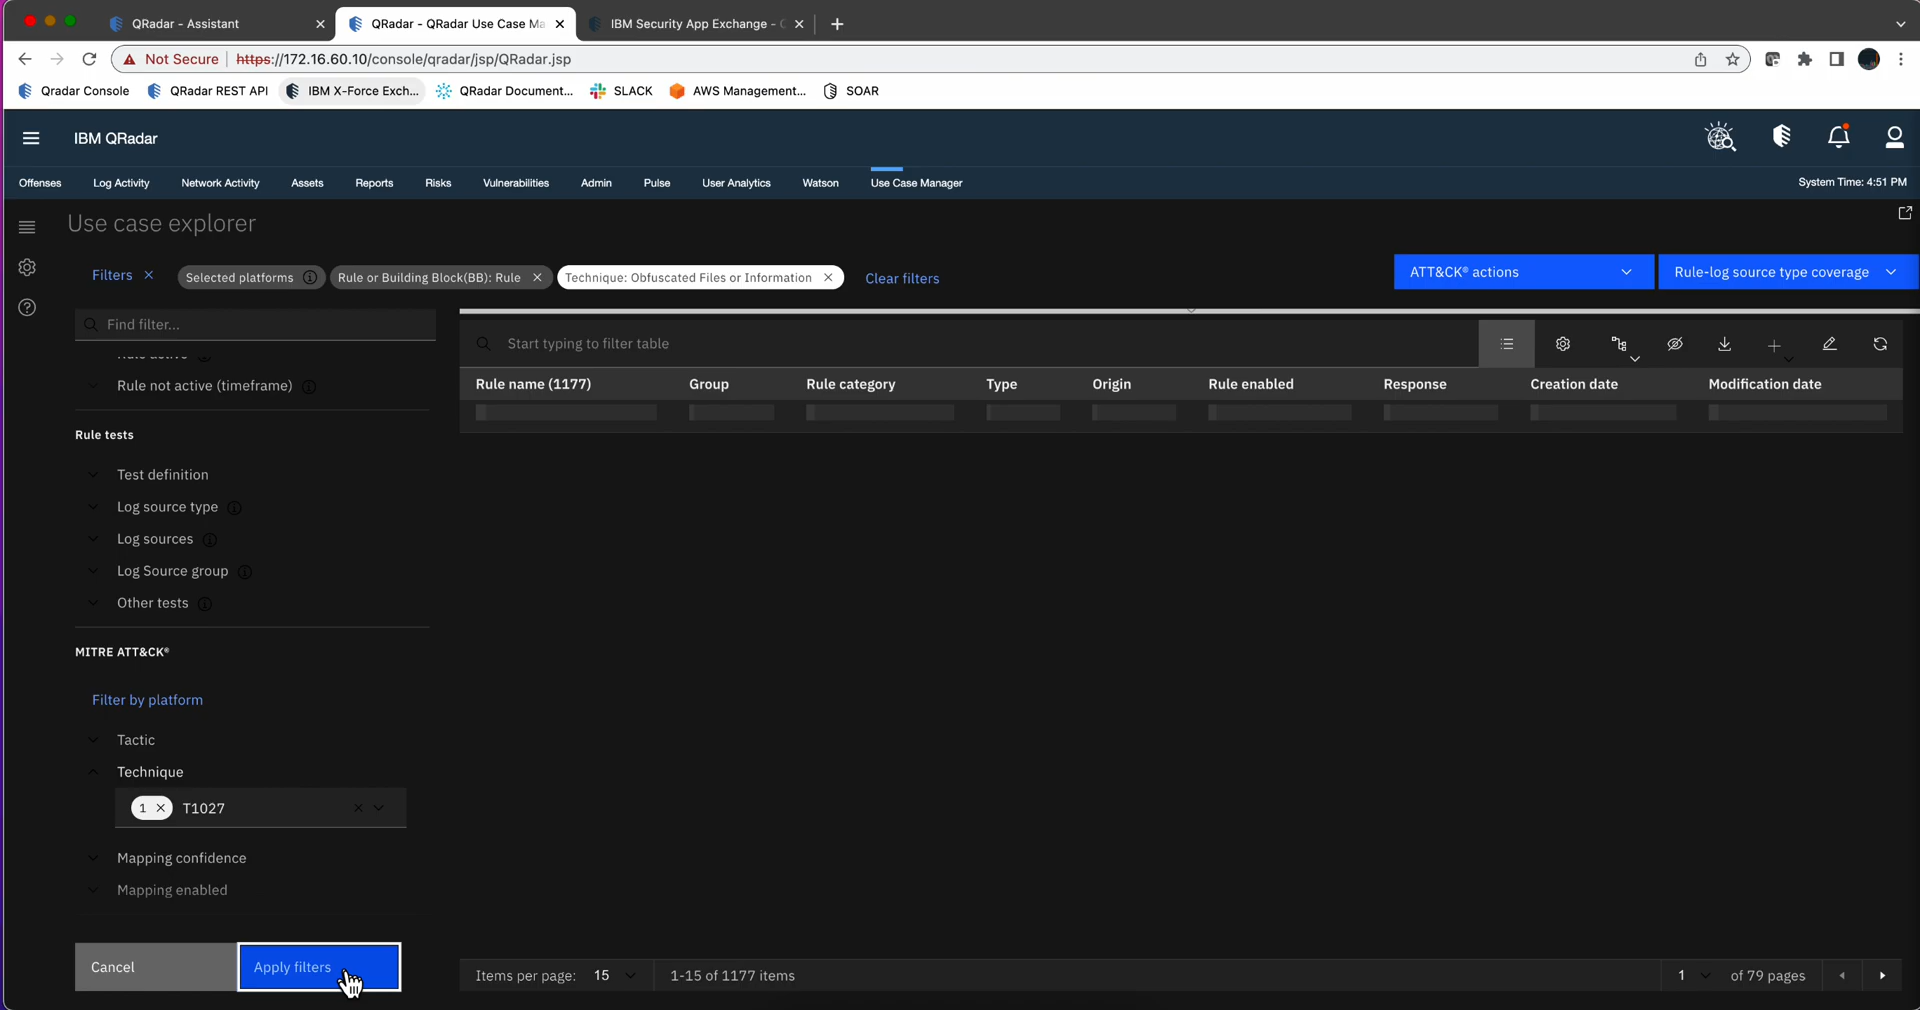 QRadar - Assistant
QRadar - QRadar Use Case Ma
IBM Security App Exchange -
Not Secure
https://172.16.60.10/console/qradar/jsp/QRadar.jsp
Qradar Console
QRadar REST API
IBM X-Force Exch...
QRadar Document...
SLACK
AWS Management...
SOAR
IBM QRadar
Offenses
Log Activity
Network Activity
Assets
Reports
Risks
Vulnerabilities
Admin
Pulse
User Analytics
Watson
Use Case Manager
System Time: 4:51 PM
Use case explorer
Filters
Selected platforms
Rule or Building Block(BB): Rule
Technique: Obfuscated Files or Information
Clear filters
ATT&CK® actions
Rule-log source type coverage
Find filter...
Rule not active (timeframe)
Rule tests
Test definition
Log source type
Log sources
Log Source group
Other tests
MITRE ATT&CK®
Filter by platform
Tactic
Technique
1 T1027
Mapping confidence
Mapping enabled
Cancel
Apply filters
Start typing to filter table
Rule name (1177)
Group
Rule category
Type
Origin
Rule enabled
Response
Creation date
Modification date
Items per page: 15
1-15 of 1177 items
1
of 79 pages